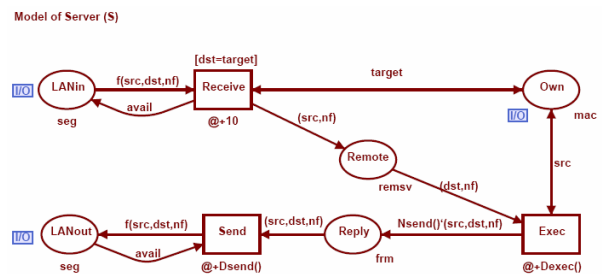 Model of Server (S)
[dst=target]
I/O
LANin
f(src,dst,nf)
Receive
target
Own
avail
I/O
seg
@+10
mac
(src,nf)
Remote
src
remsv
(dst,nf)
I/O
LANout
f(src,dst,nf)
Send
(src,dst,nf)
Reply
Nsend()`(src,dst,nf)
Exec
avail
seg
@+Dsend()
frm
@+Dexec()